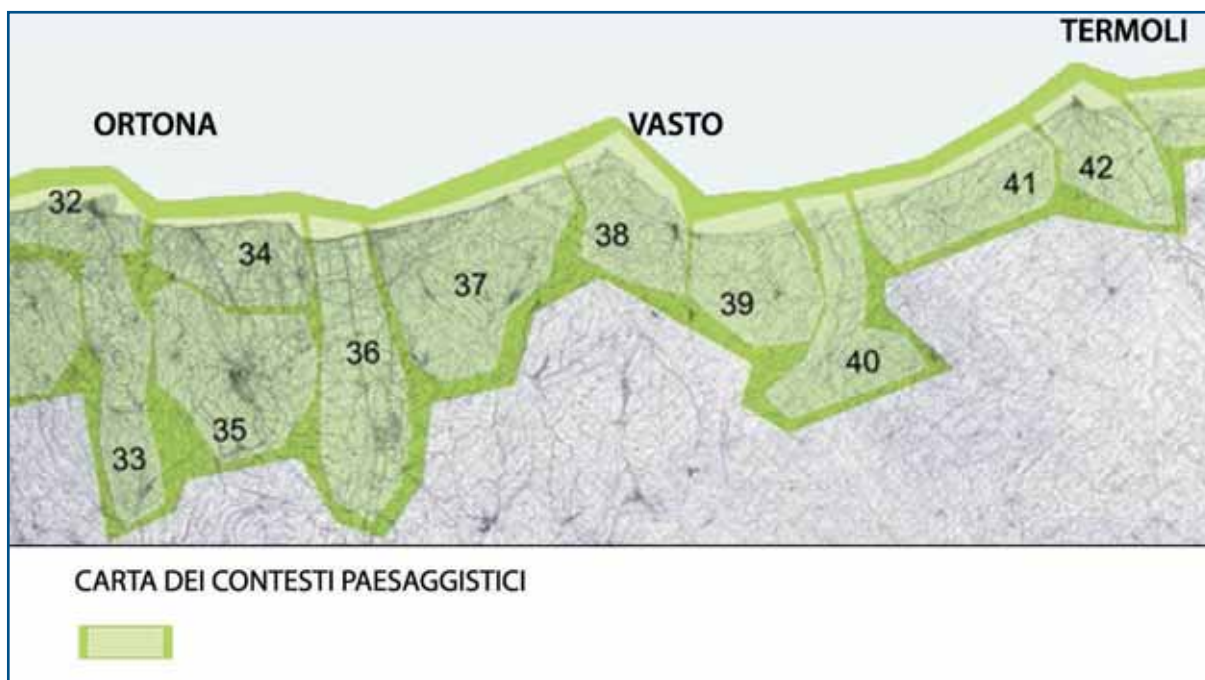 TERMOLI
ORTONA
VASTO
32
34
33
35
36
37
38
39
40
41
42
CARTA DEI CONTESTI PAESAGGISTICI